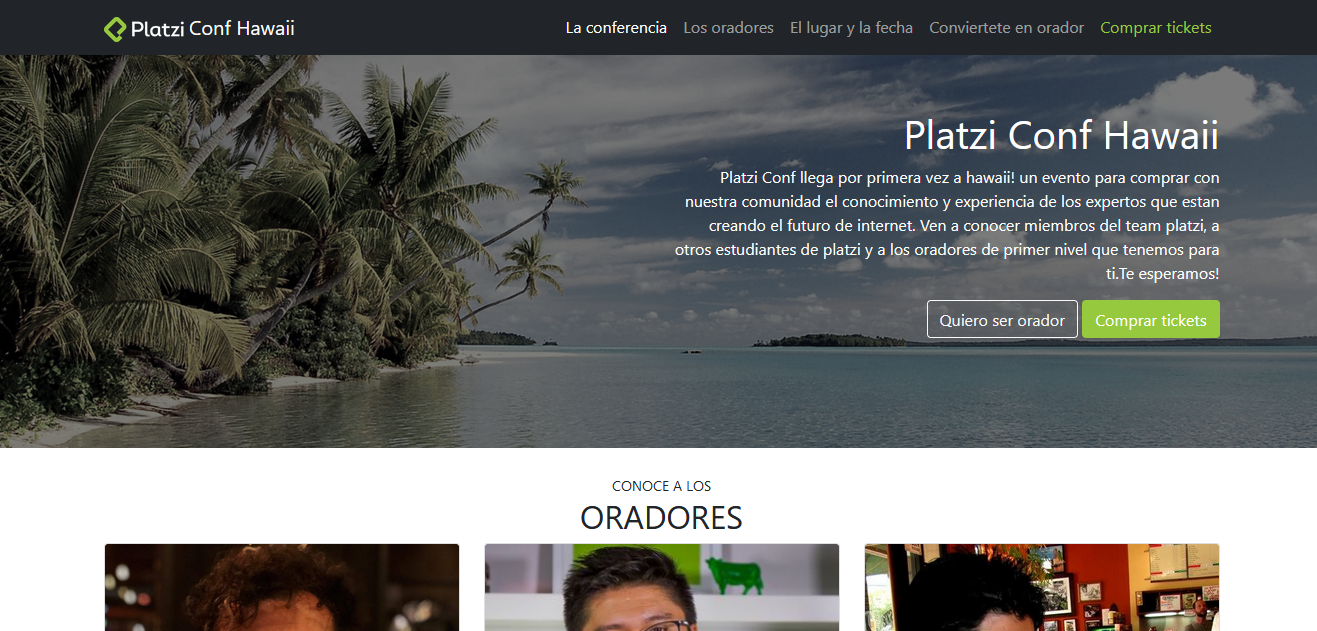 Platzi Conf Hawaii
La conferencia Los oradores El lugar y la fecha Conviertete en orador Comprar tickets
Platzi Conf Hawaii
Platzi Conf llega por primera vez a hawaii! un evento para comprar con
nuestra comunidad el conocimiento y experiencia de los expertos que estan
creando el futuro de internet. Ven a conocer miembros del team platzi, a
otros estudiantes de platzi y a los oradores de primer nivel que tenemos para
ti.Te esperamos!
Quiero ser orador Comprar tickets
CONOCE A LOS
ORADORES